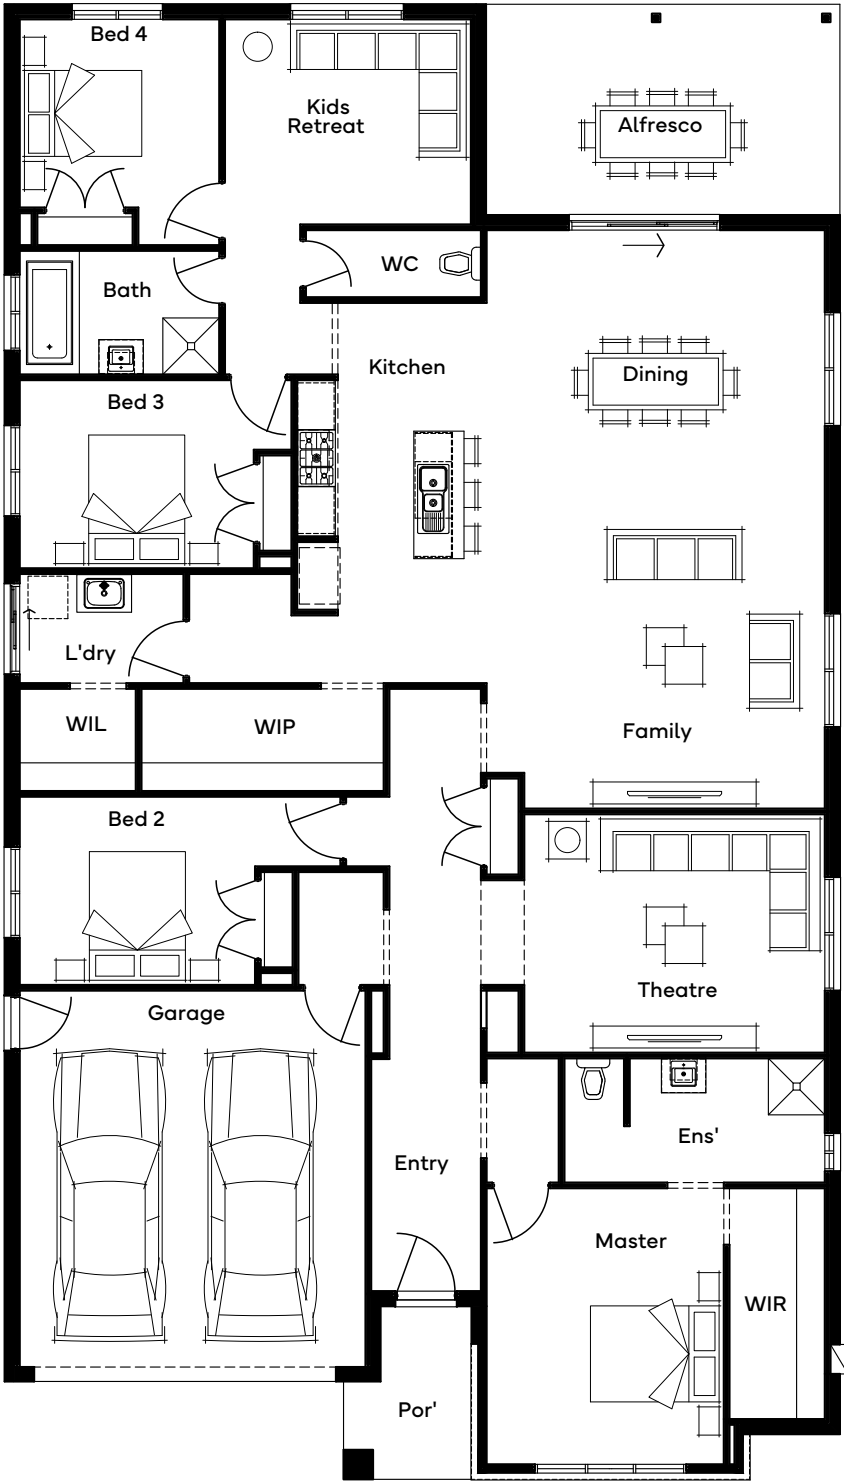 Bed 4
Kids
Retreat
Alfresco
WC
Bath
Kitchen
Dining
Bed 3
L'dry
WIL
WIP
Family
Bed 2
Theatre
Garage
Ens'
Entry
Master
WIR
Por'